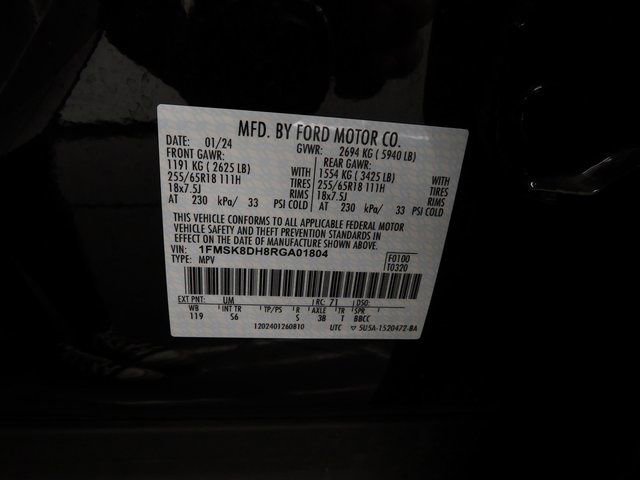 MFD. BY FORD MOTOR CO.
DATE: 01/24 GVWR: 2694 KG ( 5940 LB)
FRONT GAWR: REAR GAWR:
1191 KG ( 2625 LB) WITH 1554 KG ( 3425 LB) WITH
255/65R18 111H TIRES 255/65R18 111H TIRES
18x7.5J RIMS 18x7.5J RIMS
AT 230 kPa/ 33 PSI COLD AT 230 kPa/ 33 PSI COLD
THIS VEHICLE CONFORMS TO ALL APPLICABLE FEDERAL MOTOR
VEHICLE SAFETY AND THEFT PREVENTION STANDARDS IN
EFFECT ON THE DATE OF MANUFACTURE SHOWN ABOVE.
VIN: 1FMSK8DH8RGA01804 F0100
TYPE: MPV T0320
EXT PNT: UM RC: 71 DSO:
WB INT TR TP/PS R AXLE TR SPR
119 S6 S 3B T BBCC
1202401260810 UTC ▽ 5U5A-1520472-BA